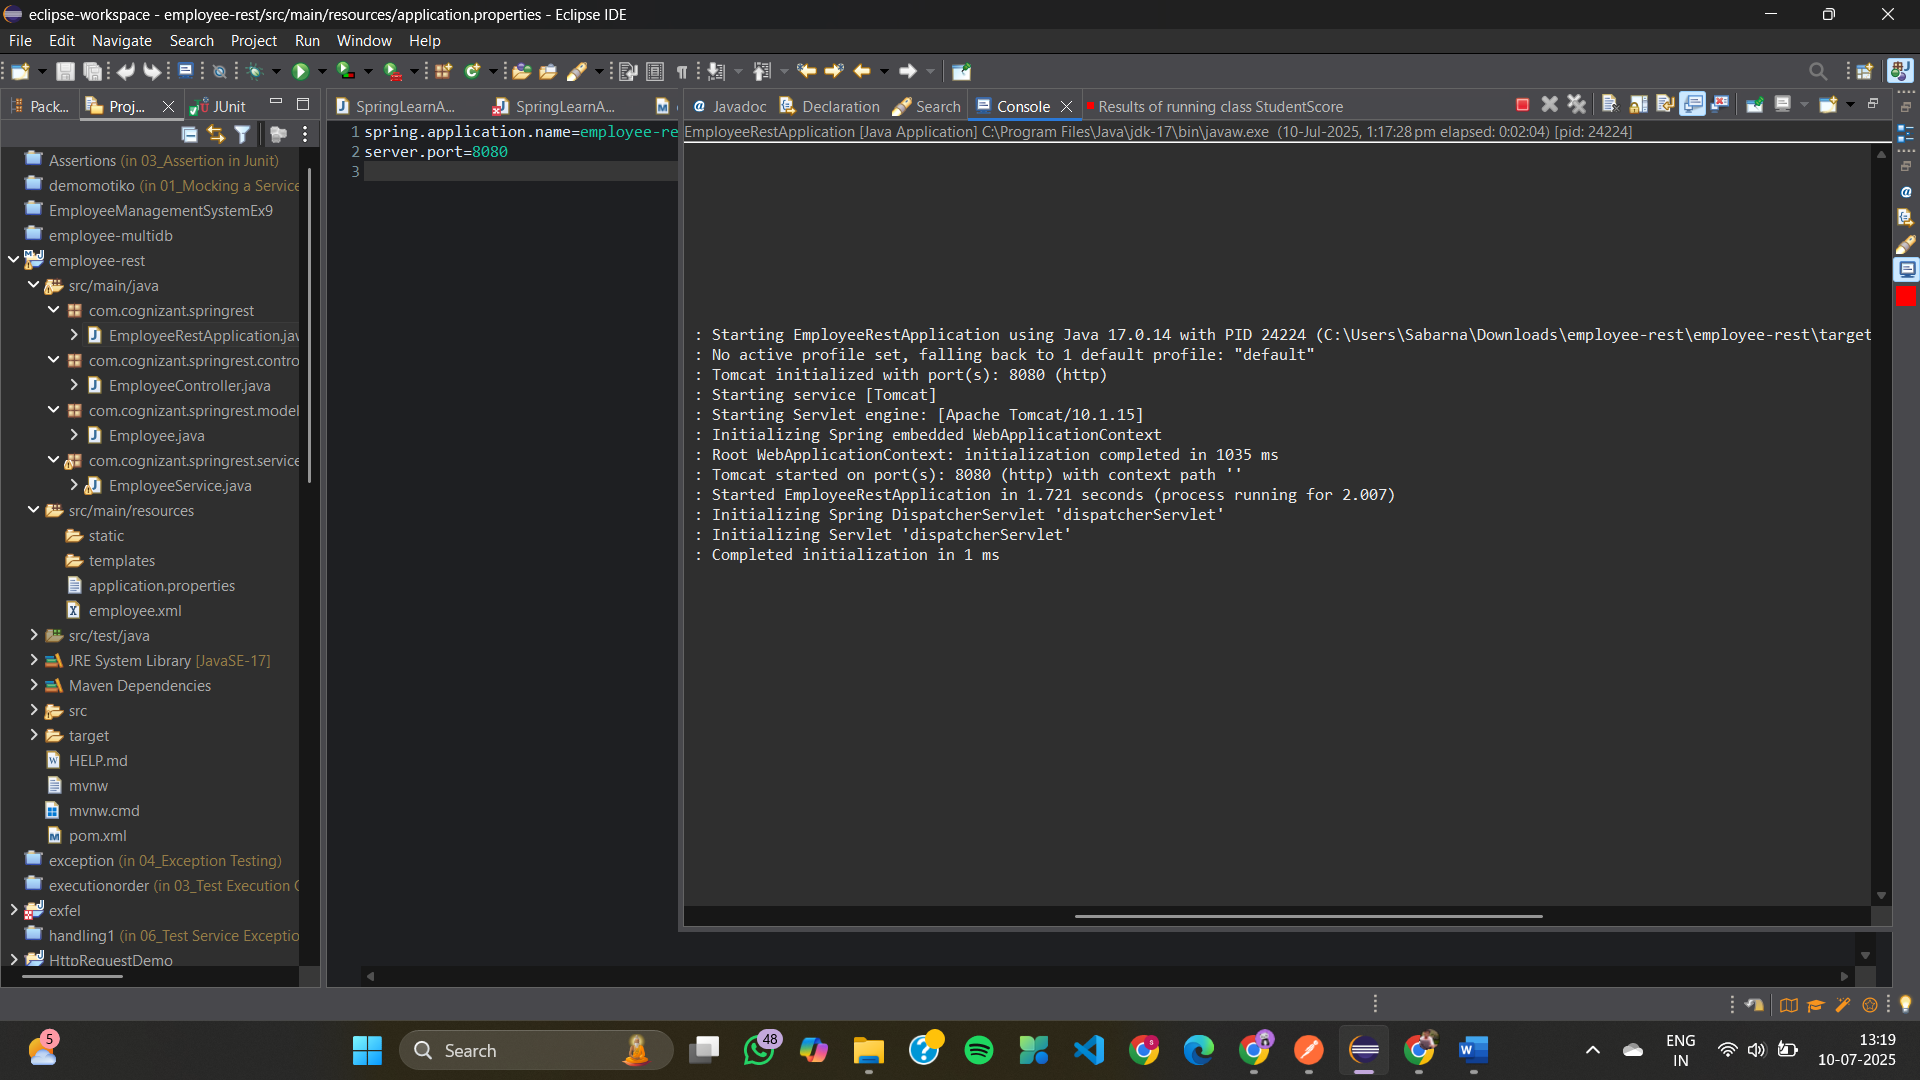 eclipse-workspace - employee-rest/src/main/resources/application.properties - Eclipse IDE
File Edit Navigate Search Project Run Window Help
Pack... Proj... JUnit
Assertions (in 03_Assertion in Junit)
demomotiko (in 01_Mocking a Service
EmployeeManagementSystemEx9
employee-multidb
employee-rest
src/main/java
com.cognizant.springrest
EmployeeRestApplication.jav
com.cognizant.springrest.contro
EmployeeController.java
com.cognizant.springrest.model
Employee.java
com.cognizant.springrest.service
EmployeeService.java
src/main/resources
static
templates
application.properties
employee.xml
src/test/java
JRE System Library [JavaSE-17]
Maven Dependencies
src
target
HELP.md
mvnw
mvnw.cmd
pom.xml
exception (in 04_Exception Testing)
executionorder (in 03_Test Execution
exfel
handling1 (in 06_Test Service Exceptio
HttpRequestDemo
SpringLearnA... SpringLearnA...
1 spring.application.name=employee-re
2 server.port=8080
3
Javadoc Declaration Search Console Results of running class StudentScore
EmployeeRestApplication [Java Application] C:\Program Files\Java\jdk-17\bin\javaw.exe (10-Jul-2025, 1:17:28 pm elapsed: 0:02:04) [pid: 24224]
: Starting EmployeeRestApplication using Java 17.0.14 with PID 24224 (C:\Users\Sabarna\Downloads\employee-rest\employee-rest\target
: No active profile set, falling back to 1 default profile: "default"
: Tomcat initialized with port(s): 8080 (http)
: Starting service [Tomcat]
: Starting Servlet engine: [Apache Tomcat/10.1.15]
: Initializing Spring embedded WebApplicationContext
: Root WebApplicationContext: initialization completed in 1035 ms
: Tomcat started on port(s): 8080 (http) with context path ''
: Started EmployeeRestApplication in 1.721 seconds (process running for 2.007)
: Initializing Spring DispatcherServlet 'dispatcherServlet'
: Initializing Servlet 'dispatcherServlet'
: Completed initialization in 1 ms
5
Search
48
ENG
IN
13:19
10-07-2025